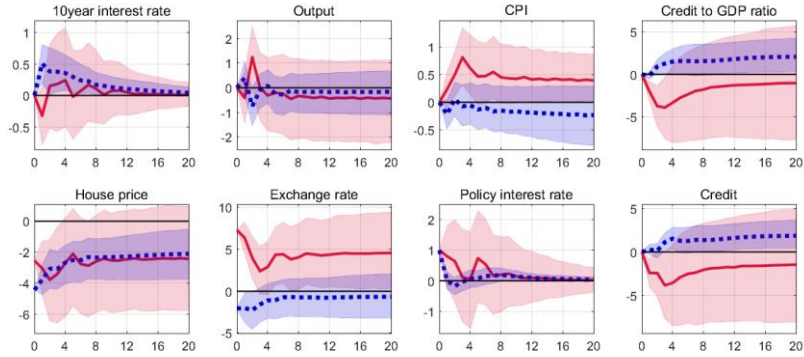 10year interest rate
Output
CPI
Credit to GDP ratio
1
0.5
0
-0.5
0 4 8 12 16 20
2
1
0
-1
-2
0 4 8 12 16 20
1
0.5
0
-0.5
0 4 8 12 16 20
5
0
-5
0 4 8 12 16 20
House price
Exchange rate
Policy interest rate
Credit
0
-2
-4
-6
0 4 8 12 16 20
10
5
0
-5
0 4 8 12 16 20
2
1
0
-1
0 4 8 12 16 20
5
0
-5
0 4 8 12 16 20